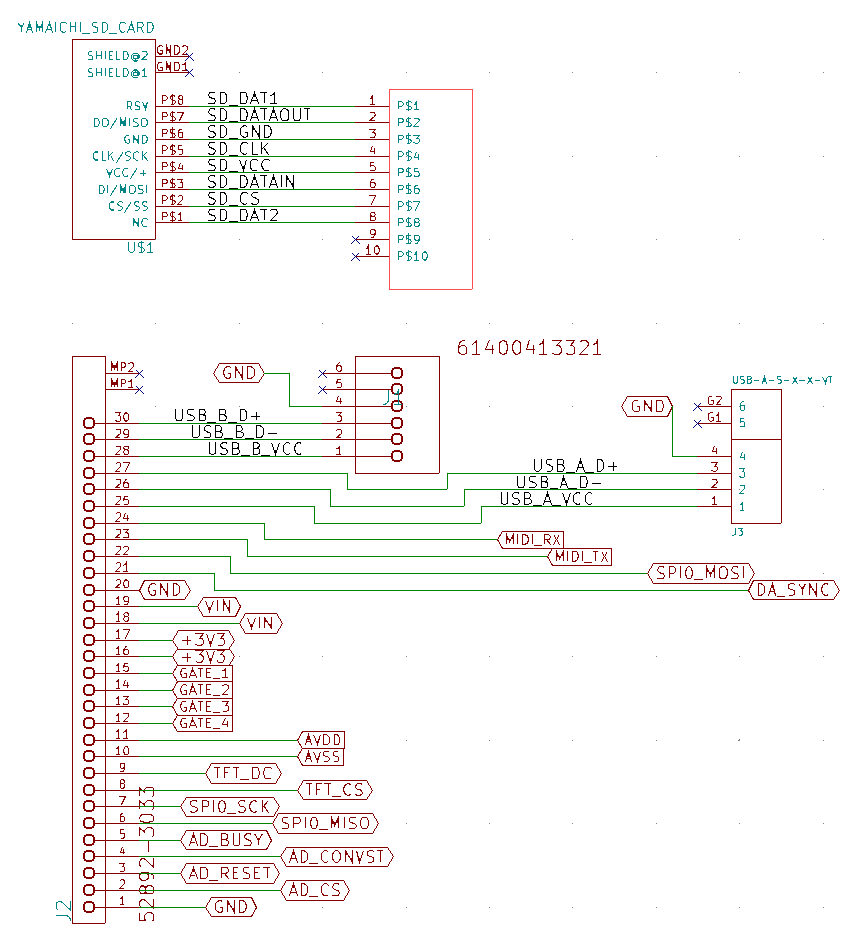 YAMAICHI_SD_CARD
SHIELD@2 GND2
SHIELD@1 GND1
RSV P$8 SD_DAT1 1 P$1
DO/MISO P$7 SD_DATAOUT 2 P$2
GND P$6 SD_GND 3 P$3
CLK/SCK P$5 SD_CLK 4 P$4
VCC/+ P$4 SD_VCC 5 P$5
DI/MOSI P$3 SD_DATAIN 6 P$6
CS/SS P$2 SD_CS 7 P$7
NC P$1 SD_DAT2 8 P$8
9 P$9
U$1
10 P$10
61400413321
MP2 GND 6
USB-A-S-X-X-VT
MP1 5
J1
4 GND G2 6
30 USB_B_D+ 3 G1 5
29 USB_B_D- 2
28 USB_B_VCC 1 4 4
27 USB_A_D+ 3 3
26 USB_A_D- 2 2
25 USB_A_VCC 1 1
24
J3
23 MIDI_RX
22 MIDI_TX
21 SPI0_MOSI
20 GND DA_SYNC
19 VIN
18 VIN
17 +3V3
16 +3V3
15 GATE_1
14 GATE_2
13 GATE_3
12 GATE_4
11 AVDD
10 AVSS
9 TFT_DC
8 TFT_CS
7 SPI0_SCK
6 SPI0_MISO
5 AD_BUSY
4 AD_CONVST
3 AD_RESET
2 AD_CS
1 GND
J2
52892-3033